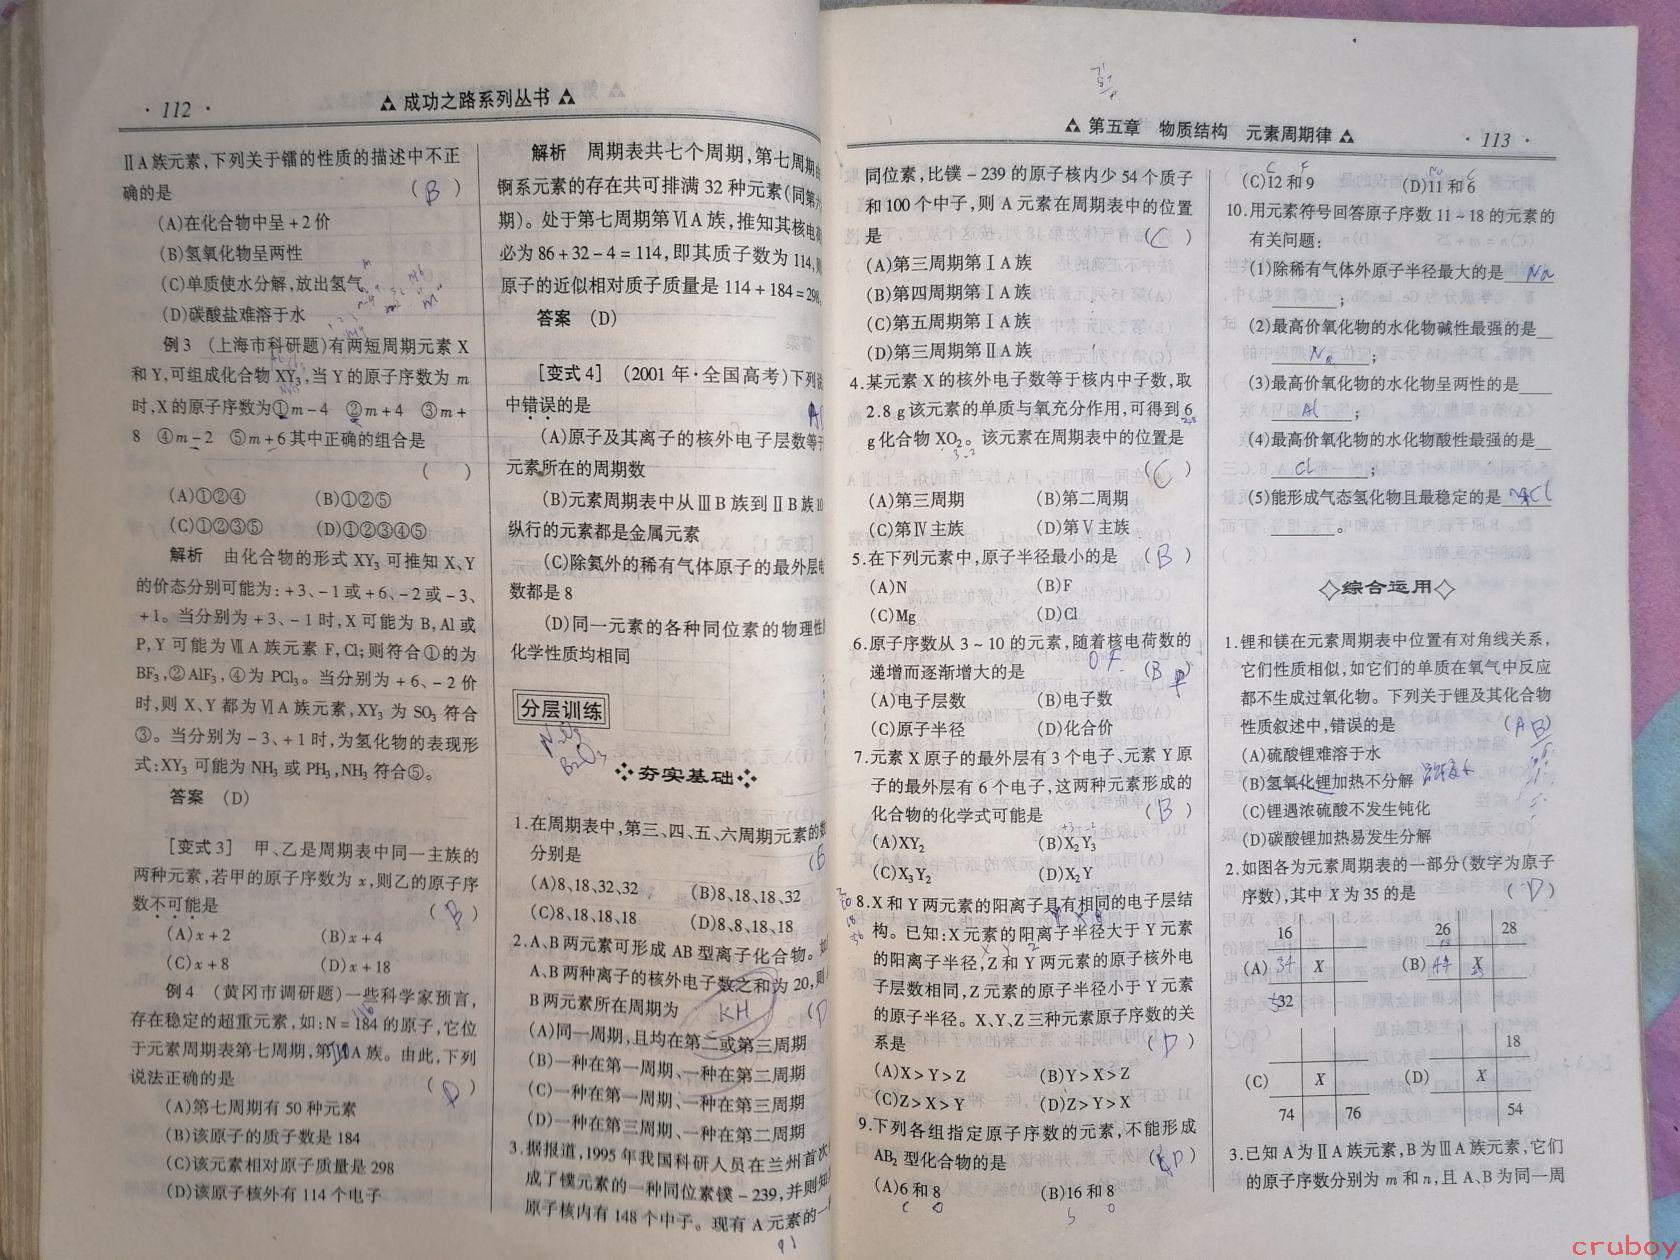 · 112 ·
成功之路系列丛书
ⅡA族元素,下列关于镭的性质的描述中不正
确的是 ( B )
(A)在化合物中呈+2价
(B)氢氧化物呈两性
(C)单质使水分解,放出氢气
(D)碳酸盐难溶于水
例3 (上海市科研题)有两短周期元素X
和Y,可组成化合物XY₃,当Y的原子序数为m
时,X的原子序数为①m-4 ②m+4 ③m+
8 ④m-2 ⑤m+6其中正确的组合是
( )
(A)①②④ (B)①②⑤
(C)①②③⑤ (D)①②③④⑤
解析 由化合物的形式XY₃可推知X、Y
的价态分别可能为:+3、-1或+6、-2或-3、
+1。当分别为+3、-1时,X可能为B,Al或
P,Y可能为ⅦA族元素F,Cl;则符合①的为
BF₃,②AlF₃,④为PCl₃。当分别为+6、-2价
时,则X、Y都为ⅥA族元素,XY₃为SO₃符合
③。当分别为-3、+1时,为氢化物的表现形
式:XY₃可能为NH₃或PH₃,NH₃符合⑤。
答案 (D)
[变式3] 甲、乙是周期表中同一主族的
两种元素,若甲的原子序数为x,则乙的原子序
数不可能是 ( B )
(A)x+2 (B)x+4
(C)x+8 (D)x+18
例4 (黄冈市调研题)一些科学家预言,
存在稳定的超重元素,如:N=184的原子,它位
于元素周期表第七周期,第ⅣA族。由此,下列
说法正确的是 ( D )
(A)第七周期有50种元素
(B)该原子的质子数是184
(C)该元素相对原子质量是298
(D)该原子核外有114个电子
解析 周期表共七个周期,第七周期
锕系元素的存在共可排满32种元素(同第六
期)。处于第七周期第ⅥA族,推知其核电荷
必为86+32-4=114,即其质子数为114,
原子的近似相对质子质量是114+184=298,
答案 (D)
[变式4] (2001年·全国高考)下列
中错误的是 A
(A)原子及其离子的核外电子层数等于
元素所在的周期数
(B)元素周期表中从ⅢB族到ⅡB族10
纵行的元素都是金属元素
(C)除氦外的稀有气体原子的最外层电
数都是8
(D)同一元素的各种同位素的物理性
化学性质均相同
分层训练
B₂O₃
夯实基础
1.在周期表中,第三、四、五、六周期元素的数
分别是 (B
(A)8、18、32、32 (B)8、18、18、32
(C)8、18、18、18 (D)8、8、18、18
2.A、B两元素可形成AB型离子化合物。如
A、B两种离子的核外电子数之和为20,则
B两元素所在周期为 KH (D
(A)同一周期,且均在第二或第三周期
(B)一种在第一周期、一种在第二周期
(C)一种在第一周期、一种在第三周期
(D)一种在第三周期、一种在第二周期
3.据报道,1995年我国科研人员在兰州首次
成了镤元素的一种同位素镤-239,并测知
原子核内有148个中子。现有A元素的一
91
第五章 物质结构 元素周期律
· 113 ·
同位素,比镤-239的原子核内少54个质子
和100个中子,则A元素在周期表中的位置
是 ( C )
(A)第三周期第ⅠA族
(B)第四周期第ⅠA族
(C)第五周期第ⅠA族
(D)第三周期第ⅡA族
4.某元素X的核外电子数等于核内中子数,取
2.8 g该元素的单质与氧充分作用,可得到6
g化合物XO₂。该元素在周期表中的位置是
( C )
(A)第三周期 (B)第二周期
(C)第Ⅳ主族 (D)第Ⅴ主族
5.在下列元素中,原子半径最小的是 ( B )
(A)N (B)F
(C)Mg (D)Cl
6.原子序数从3~10的元素,随着核电荷数的
递增而逐渐增大的是 O F ( B )
(A)电子层数 (B)电子数
(C)原子半径 (D)化合价
7.元素X原子的最外层有3个电子、元素Y原
子的最外层有6个电子,这两种元素形成的
化合物的化学式可能是 ( B )
(A)XY₂ (B)X₂Y₃
(C)X₃Y₂ (D)X₂Y
8.X和Y两元素的阳离子具有相同的电子层结
构。已知:X元素的阳离子半径大于Y元素
的阳离子半径,Z和Y两元素的原子核外电
子层数相同,Z元素的原子半径小于Y元素
的原子半径。X、Y、Z三种元素原子序数的关
系是 ( D )
(A)X>Y>Z (B)Y>X>Z
(C)Z>X>Y (D)Z>Y>X
9.下列各组指定原子序数的元素,不能形成
AB₂型化合物的是 ( D )
(A)6和8 (B)16和8
C O S O
C F Na C
(C)12和9 (D)11和6
10.用元素符号回答原子序数11~18的元素的
有关问题:
(1)除稀有气体外原子半径最大的是 Na
;
(2)最高价氧化物的水化物碱性最强的是
Na ;
(3)最高价氧化物的水化物呈两性的是
Al ;
(4)最高价氧化物的水化物酸性最强的是
Cl ;
(5)能形成气态氢化物且最稳定的是 Cl
。
综合运用
1.锂和镁在元素周期表中位置有对角线关系,
它们性质相似,如它们的单质在氧气中反应
都不生成过氧化物。下列关于锂及其化合物
性质叙述中,错误的是 ( A B )
(A)硫酸锂难溶于水
(B)氢氧化锂加热不分解
(C)锂遇浓硫酸不发生钝化
(D)碳酸锂加热易发生分解
2.如图各为元素周期表的一部分(数字为原子
序数),其中X为35的是 ( D )
16 26 28
(A) 34 X (B) 44 X
32
18
(C) X (D) X
74 76 54
3.已知A为ⅡA族元素,B为ⅢA族元素,它们
的原子序数分别为m和n,且A、B为同一周
cruboy